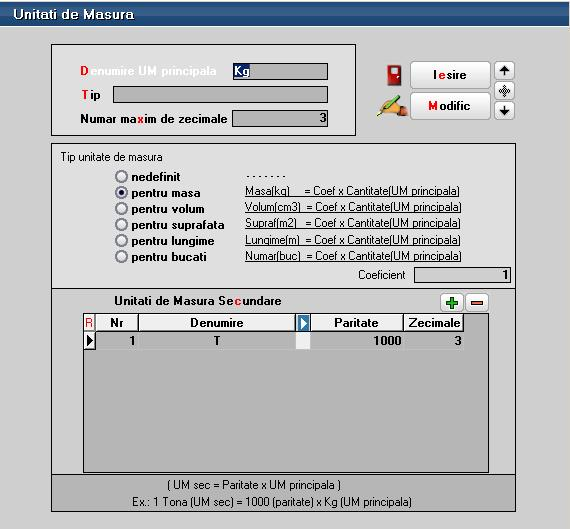 Unitati de Masura
Denumire UM principala Kg
Tip
Numar maxim de zecimale 3
Iesire
Modific
Tip unitate de masura
nedefinit - - - - - - -
pentru masa Masa(kg) = Coef x Cantitate(UM principala)
pentru volum Volum(cm3) = Coef x Cantitate(UM principala)
pentru suprafata Supraf(m2) = Coef x Cantitate(UM principala)
pentru lungime Lungime(m) = Coef x Cantitate(UM principala)
pentru bucati Numar(buc) = Coef x Cantitate(UM principala)
Coeficient 1
Unitati de Masura Secundare
R Nr Denumire Paritate Zecimale
1 T 1000 3
( UM sec = Paritate x UM principala )
Ex.: 1 Tona (UM sec) = 1000 (paritate) x Kg (UM principala)